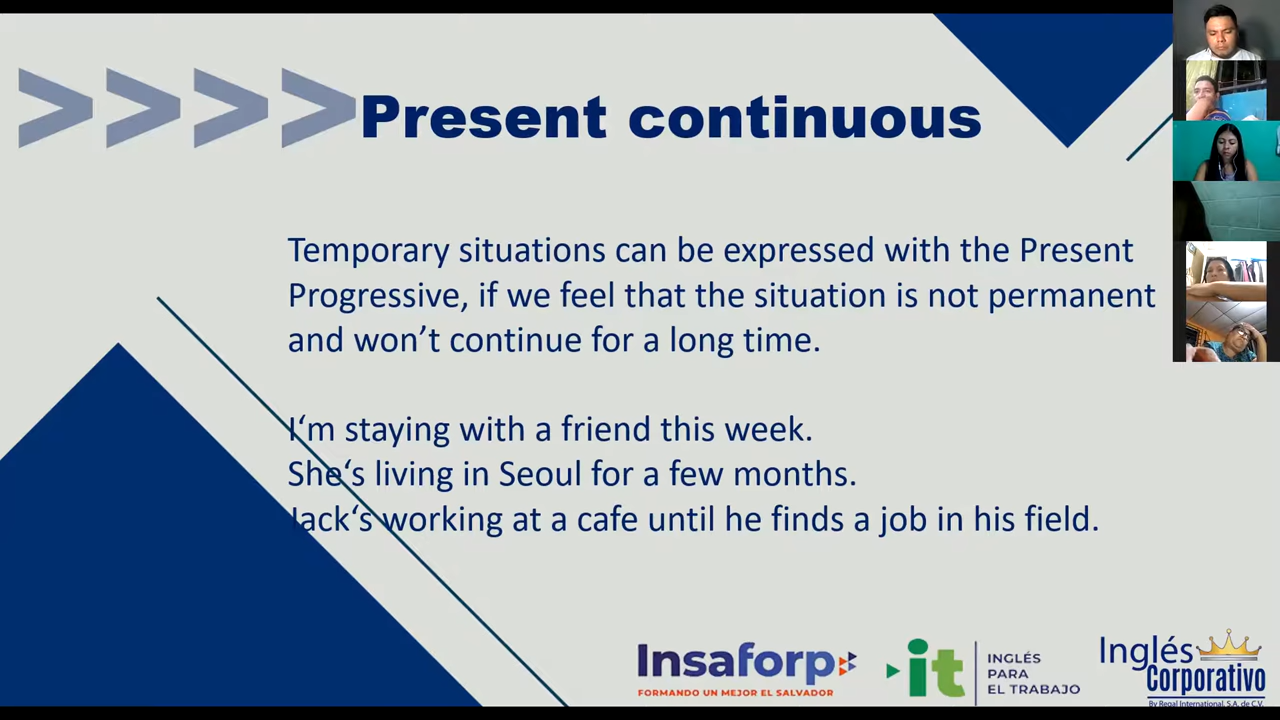 Present continuous
Temporary situations can be expressed with the Present
Progressive, if we feel that the situation is not permanent
and won’t continue for a long time.
I‘m staying with a friend this week.
She‘s living in Seoul for a few months.
Jack‘s working at a cafe until he finds a job in his field.
Insaforp
FORMANDO UN MEJOR EL SALVADOR
it
INGLÉS
PARA
EL TRABAJO
Inglés
Corporativo
By Regal International, S.A. de C.V.